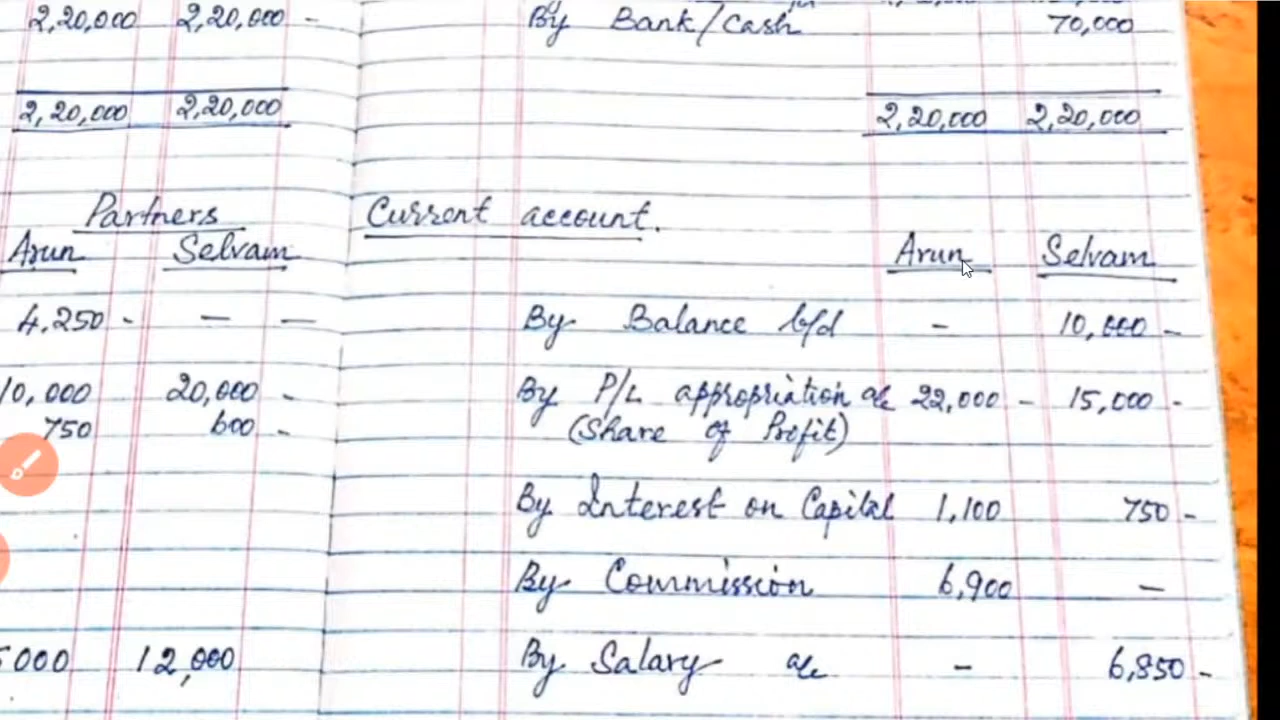 2,20,000 2,20,000 - By Bank/Cash 70,000
2,20,000 2,20,000 2,20,000 2,20,000
Partners Current account.
Arun Selvam Arun Selvam
4,250 - — — By Balance b/d - 10,000 -
10,000 20,000 - By P/L appropriation a/c 22,000 - 15,000 -
750 600 - (Share of Profit)
By Interest on Capital 1,100 750 -
By Commission 6,900 —
5000 12,000 By Salary a/c - 6,850 -